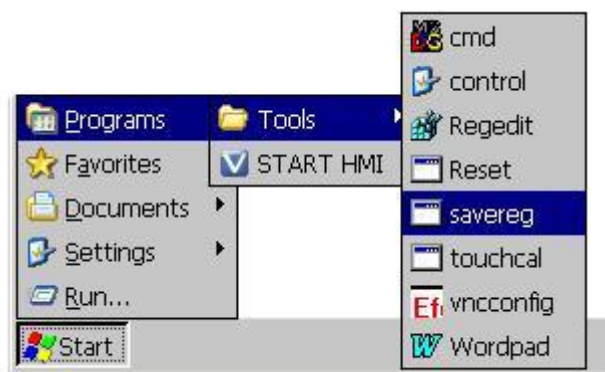 Programs
Favorites
Documents
Settings
Run...
Start
Tools
START HMI
cmd
control
Regedit
Reset
savereg
touchcal
vncconfig
Wordpad